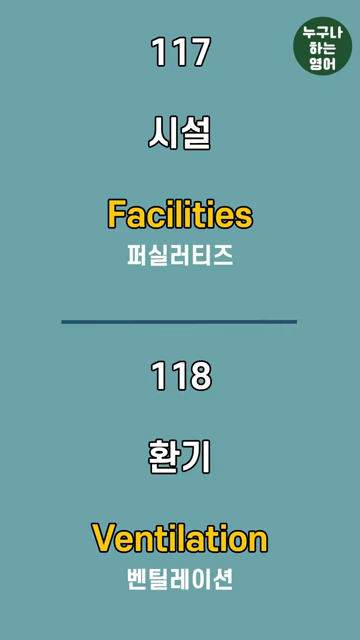 누구나
하는
영어
117
시설
Facilities
퍼실러티즈
118
환기
Ventilation
벤틸레이션